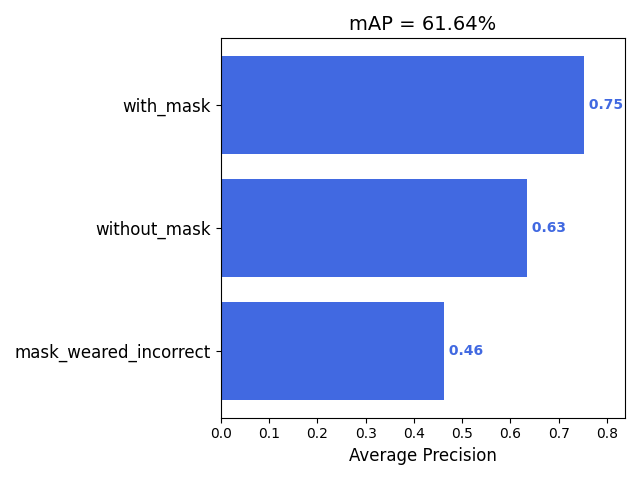 mAP = 61.64%
with_mask
0.75
without_mask
0.63
mask_weared_incorrect
0.46
0.0 0.1 0.2 0.3 0.4 0.5 0.6 0.7 0.8
Average Precision